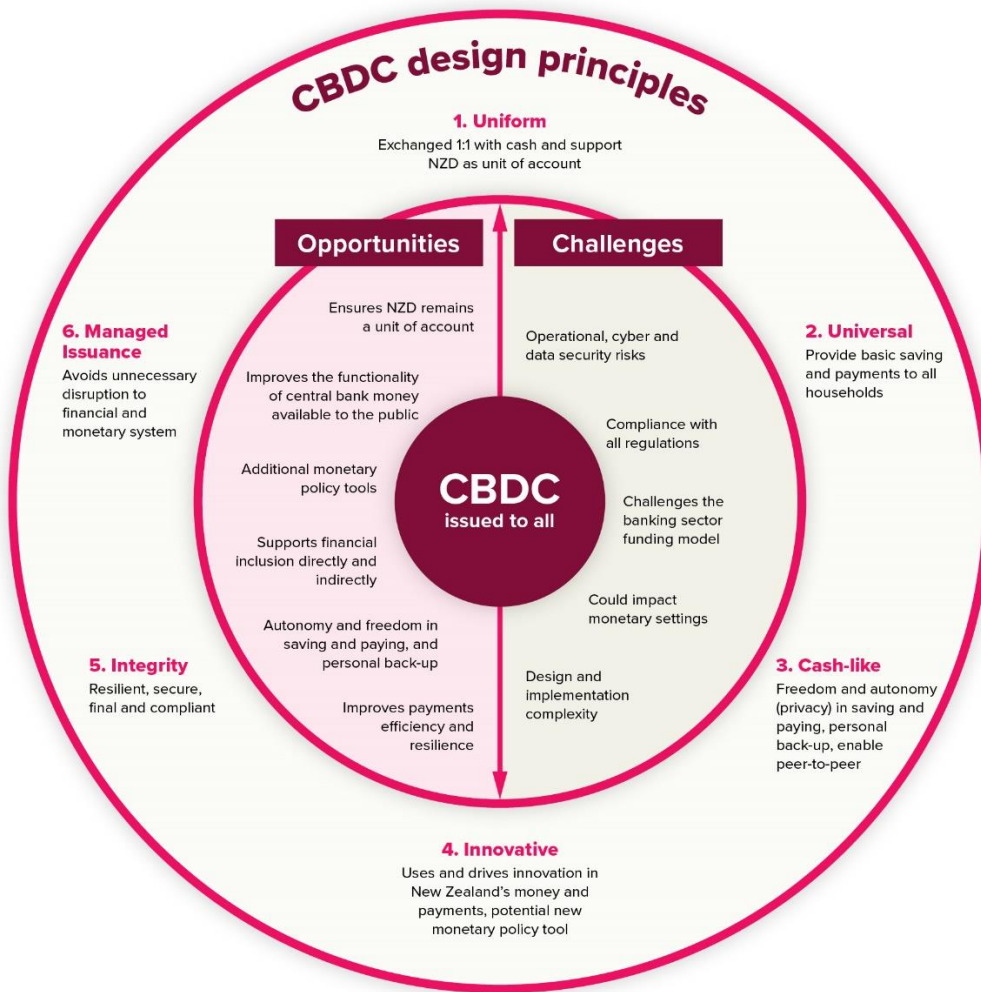 CBDC design principles
1. Uniform
Exchanged 1:1 with cash and support
NZD as unit of account
Opportunities
Ensures NZD remains
a unit of account
Improves the functionality
of central bank money
available to the public
Additional monetary
policy tools
Supports financial
inclusion directly and
indirectly
Autonomy and freedom in
saving and paying, and
personal back-up
Improves payments
efficiency and
resilience
CBDC
issued to all
Challenges
Operational, cyber and
data security risks
Compliance with
all regulations
Challenges the
banking sector
funding model
Could impact
monetary settings
Design and
implementation
complexity
2. Universal
Provide basic saving
and payments to all
households
3. Cash-like
Freedom and autonomy
(privacy) in saving and
paying, personal
back-up, enable
peer-to-peer
4. Innovative
Uses and drives innovation in
New Zealand's money and
payments, potential new
monetary policy tool
5. Integrity
Resilient, secure,
final and compliant
6. Managed
Issuance
Avoids unnecessary
disruption to
financial and
monetary system